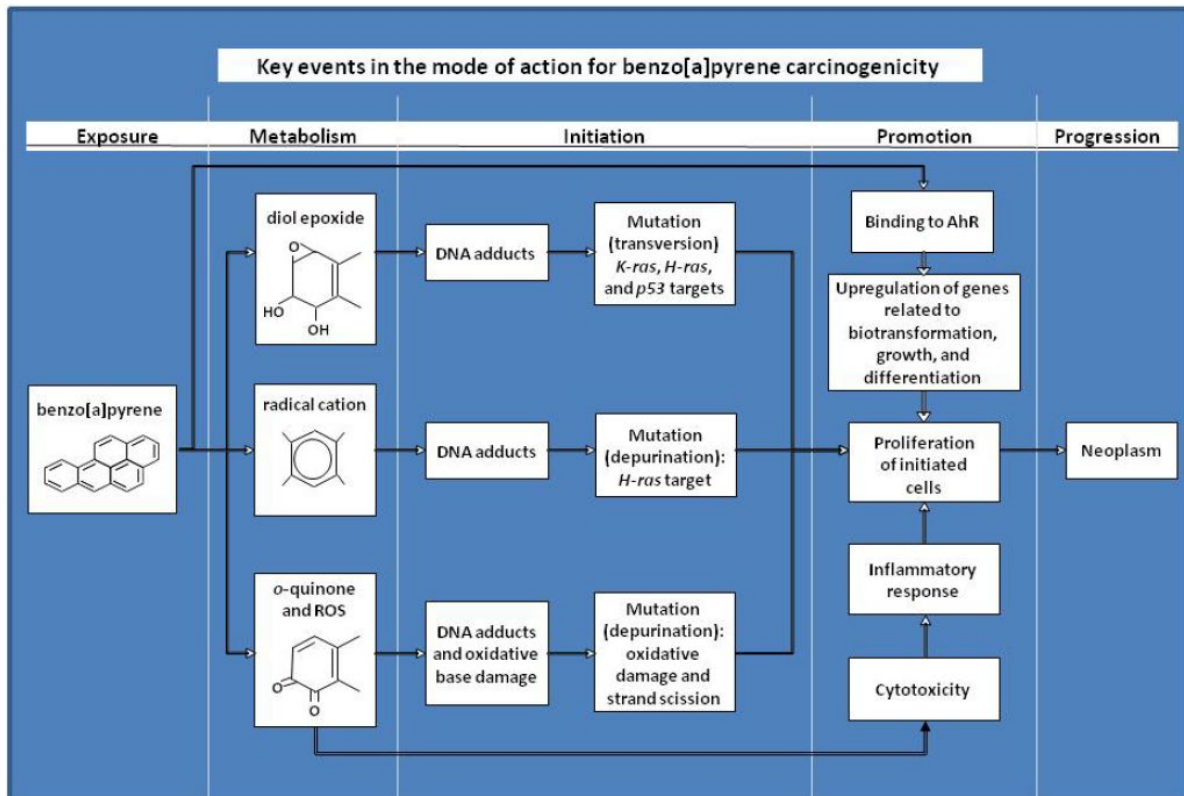 Key events in the mode of action for benzo[a]pyrene carcinogenicity
Exposure
Metabolism
Initiation
Promotion
Progression
benzo[a]pyrene
diol epoxide
O
HO
OH
DNA adducts
Mutation
(transversion)
K-ras, H-ras,
and p53 targets
radical cation
DNA adducts
Mutation
(depurination):
H-ras target
o-quinone
and ROS
O
O
DNA adducts
and oxidative
base damage
Mutation
(depurination):
oxidative
damage and
strand scission
Binding to AhR
Upregulation of genes
related to
biotransformation,
growth, and
differentiation
Proliferation
of initiated
cells
Inflammatory
response
Cytotoxicity
Neoplasm